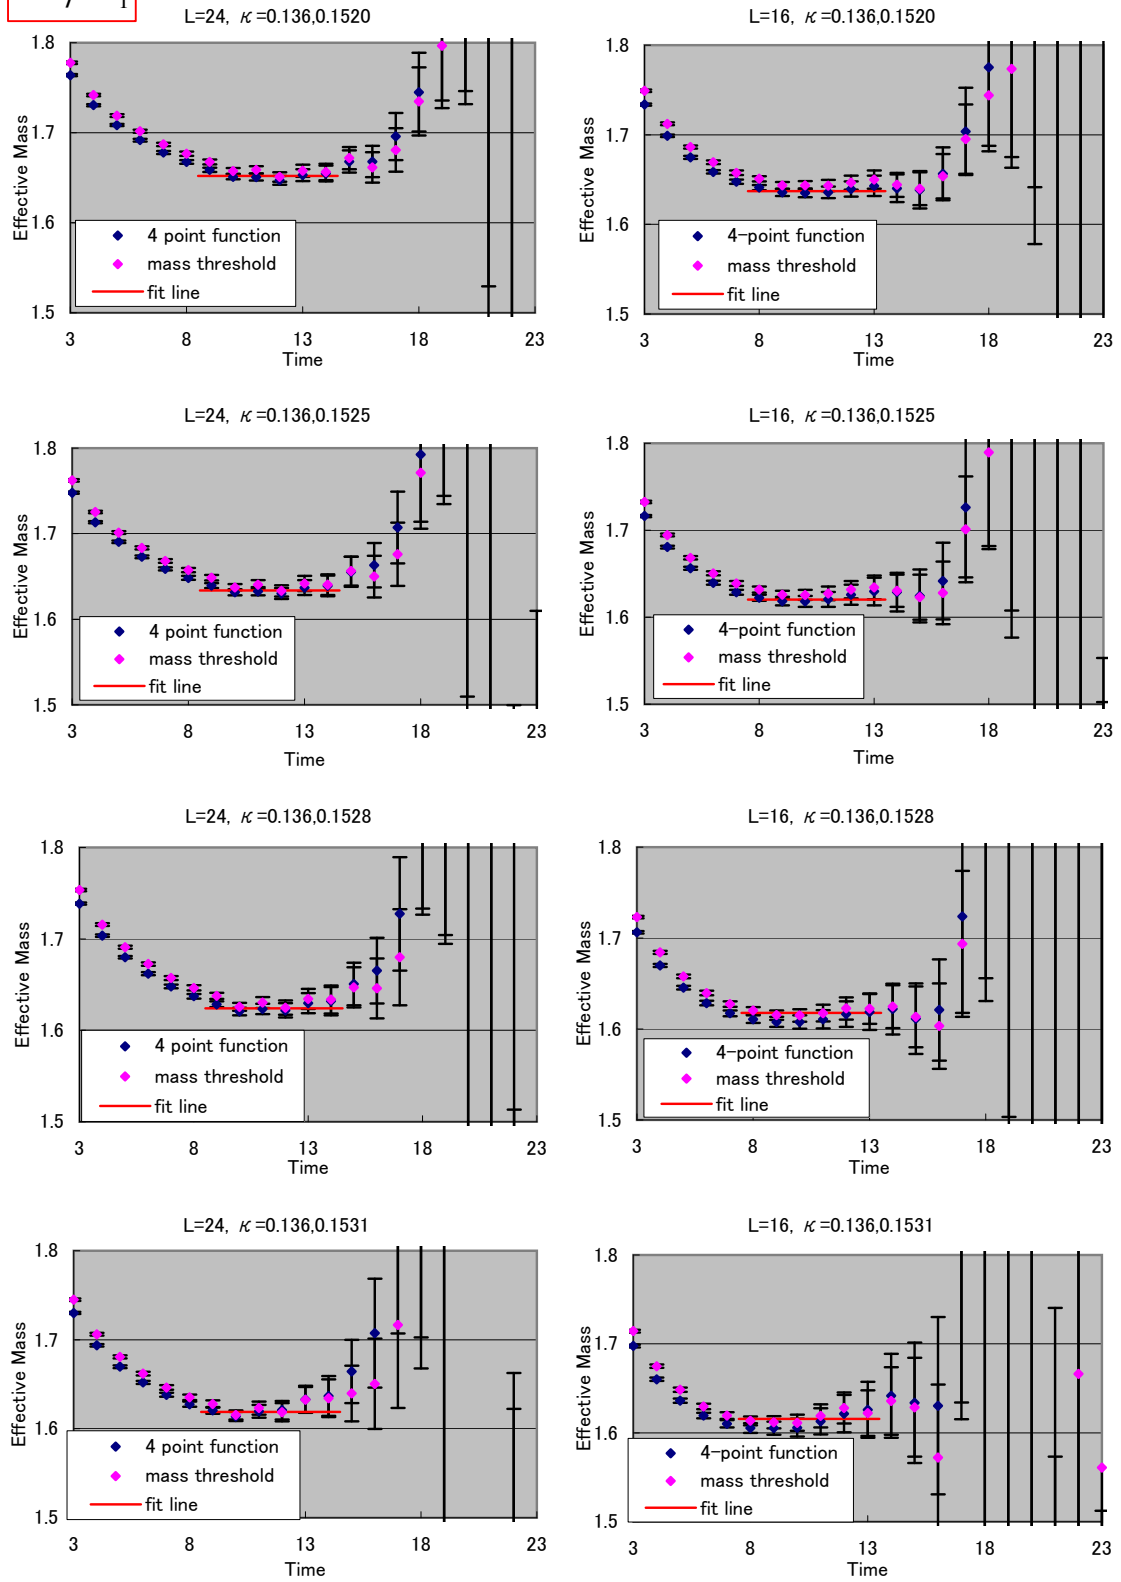 L=24, κ=0.136,0.1520
L=16, κ=0.136,0.1520
Effective Mass
1.8
1.7
1.6
1.5
4 point function
mass threshold
fit line
3 8 13 18 23
Time
Effective Mass
1.8
1.7
1.6
1.5
4-point function
mass threshold
fit line
3 8 13 18 23
Time
L=24, κ=0.136,0.1525
L=16, κ=0.136,0.1525
Effective Mass
1.8
1.7
1.6
1.5
4 point function
mass threshold
fit line
3 8 13 18 23
Time
Effective Mass
1.8
1.7
1.6
1.5
4-point function
mass threshold
fit line
3 8 13 18 23
Time
L=24, κ=0.136,0.1528
L=16, κ=0.136,0.1528
Effective Mass
1.8
1.7
1.6
1.5
4 point function
mass threshold
fit line
3 8 13 18 23
Time
Effective Mass
1.8
1.7
1.6
1.5
4-point function
mass threshold
fit line
3 8 13 18 23
Time
L=24, κ=0.136,0.1531
L=16, κ=0.136,0.1531
Effective Mass
1.8
1.7
1.6
1.5
4 point function
mass threshold
fit line
3 8 13 18 23
Time
Effective Mass
1.8
1.7
1.6
1.5
4-point function
mass threshold
fit line
3 8 13 18 23
Time